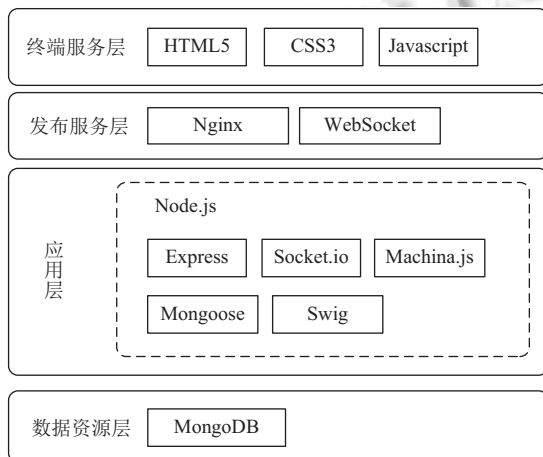 终端服务层 HTML5 CSS3 Javascript
发布服务层 Nginx WebSocket
应用层
Node.js
Express Socket.io Machina.js
Mongoose Swig
数据资源层 MongoDB